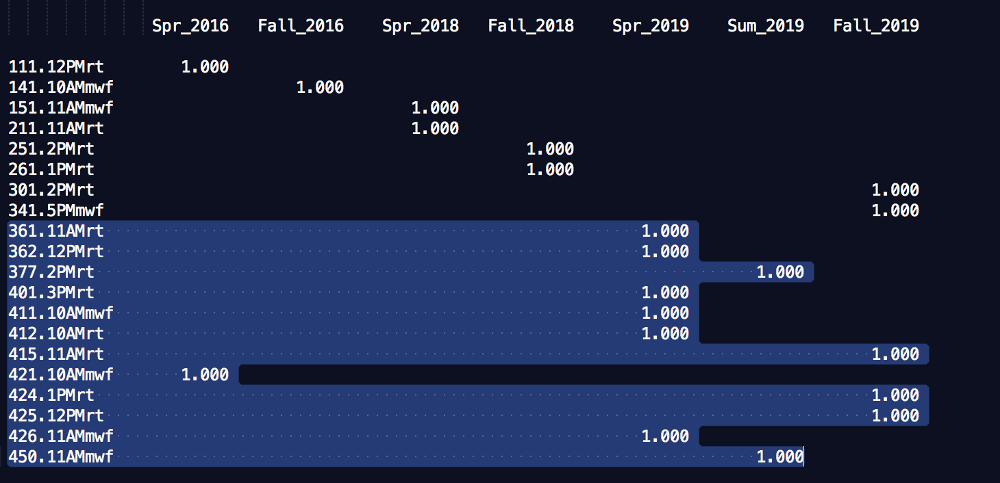 Spr_2016 Fall_2016 Spr_2018 Fall_2018 Spr_2019 Sum_2019 Fall_2019
111.12PMrt 1.000
141.10AMmwf 1.000
151.11AMmwf 1.000
211.11AMrt 1.000
251.2PMrt 1.000
261.1PMrt 1.000
301.2PMrt 1.000
341.5PMmwf 1.000
361.11AMrt 1.000
362.12PMrt 1.000
377.2PMrt 1.000
401.3PMrt 1.000
411.10AMmwf 1.000
412.10AMrt 1.000
415.11AMrt 1.000
421.10AMmwf 1.000
424.1PMrt 1.000
425.12PMrt 1.000
426.11AMmwf 1.000
450.11AMmwf 1.000